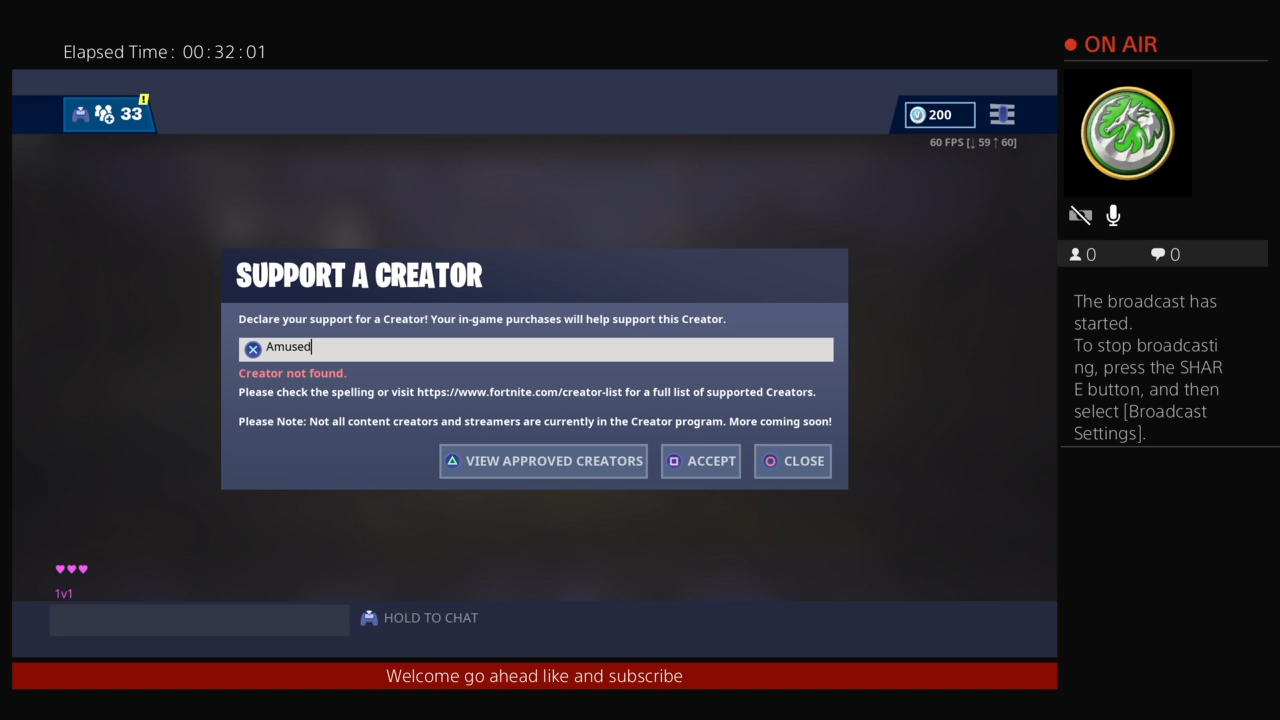 Elapsed Time: 00:32:01
ON AIR
33
!
200
60 FPS [↓ 59 ↑ 60]
SUPPORT A CREATOR
Declare your support for a Creator! Your in-game purchases will help support this Creator.
Amused
Creator not found.
Please check the spelling or visit https://www.fortnite.com/creator-list for a full list of supported Creators.
Please Note: Not all content creators and streamers are currently in the Creator program. More coming soon!
VIEW APPROVED CREATORS
ACCEPT
CLOSE
♥♥♥
1v1
HOLD TO CHAT
Welcome go ahead like and subscribe
0
0
The broadcast has
started.
To stop broadcasti
ng, press the SHAR
E button, and then
select [Broadcast
Settings].